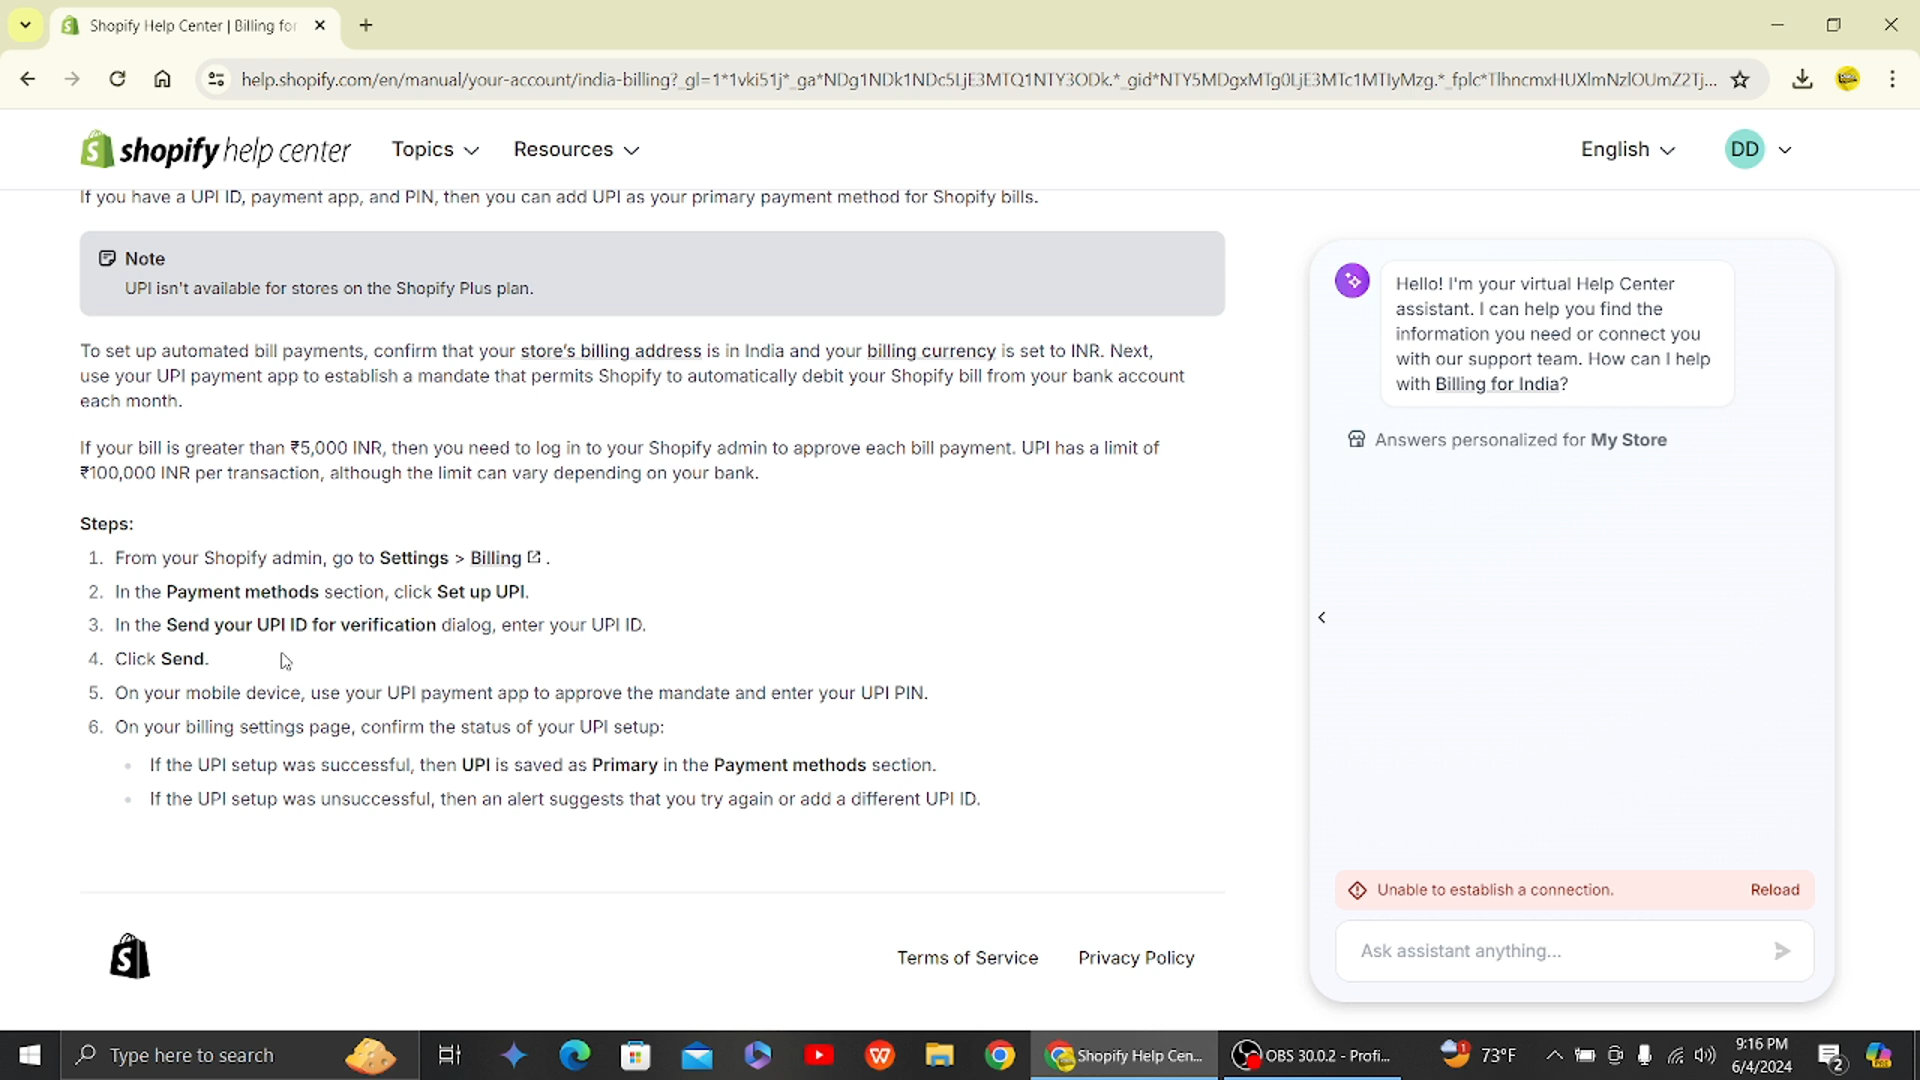 Shopify Help Center | Billing for
help.shopify.com/en/manual/your-account/india-billing?_gl=1*1vki51j*_ga*NDg1NDk1NDc5LjE3MTQ1NTY3ODk.*_gid*NTY5MDgxMTg0LjE3MTc1MTIyMzg.*_fplc*TlhncmxHUXlmNzlOUmZ2Tj...
shopify help center
Topics
Resources
English
DD
If you have a UPI ID, payment app, and PIN, then you can add UPI as your primary payment method for Shopify bills.
Note
UPI isn't available for stores on the Shopify Plus plan.
To set up automated bill payments, confirm that your store's billing address is in India and your billing currency is set to INR. Next,
use your UPI payment app to establish a mandate that permits Shopify to automatically debit your Shopify bill from your bank account
each month.
If your bill is greater than ₹5,000 INR, then you need to log in to your Shopify admin to approve each bill payment. UPI has a limit of
₹100,000 INR per transaction, although the limit can vary depending on your bank.
Steps:
1. From your Shopify admin, go to Settings > Billing .
2. In the Payment methods section, click Set up UPI.
3. In the Send your UPI ID for verification dialog, enter your UPI ID.
4. Click Send.
5. On your mobile device, use your UPI payment app to approve the mandate and enter your UPI PIN.
6. On your billing settings page, confirm the status of your UPI setup:
If the UPI setup was successful, then UPI is saved as Primary in the Payment methods section.
If the UPI setup was unsuccessful, then an alert suggests that you try again or add a different UPI ID.
Terms of Service
Privacy Policy
Hello! I'm your virtual Help Center
assistant. I can help you find the
information you need or connect you
with our support team. How can I help
with Billing for India?
Answers personalized for My Store
Unable to establish a connection.
Reload
Ask assistant anything...
Type here to search
Shopify Help Cen...
OBS 30.0.2 - Profi...
1
73°F
9:16 PM
6/4/2024
2